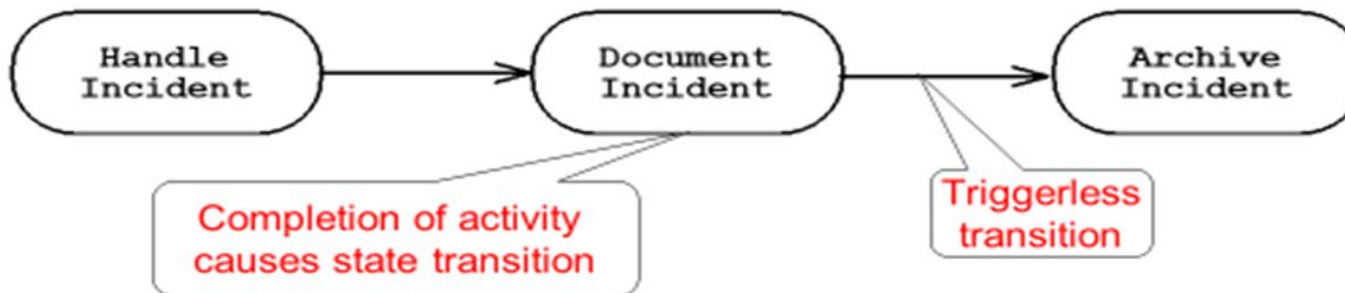 Handle
Incident
Document
Incident
Archive
Incident
Completion of activity
causes state transition
Triggerless
transition